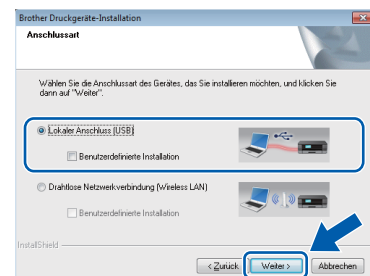 Brother Druckgeräte-Installation
Anschlussart
Wählen Sie die Anschlussart des Gerätes, das Sie installieren möchten, und klicken Sie
dann auf "Weiter".
Lokaler Anschluss (USB)
Benutzerdefinierte Installation
Drahtlose Netzwerkverbindung (Wireless LAN)
Benutzerdefinierte Installation
InstallShield
< Zurück
Weiter >
Abbrechen